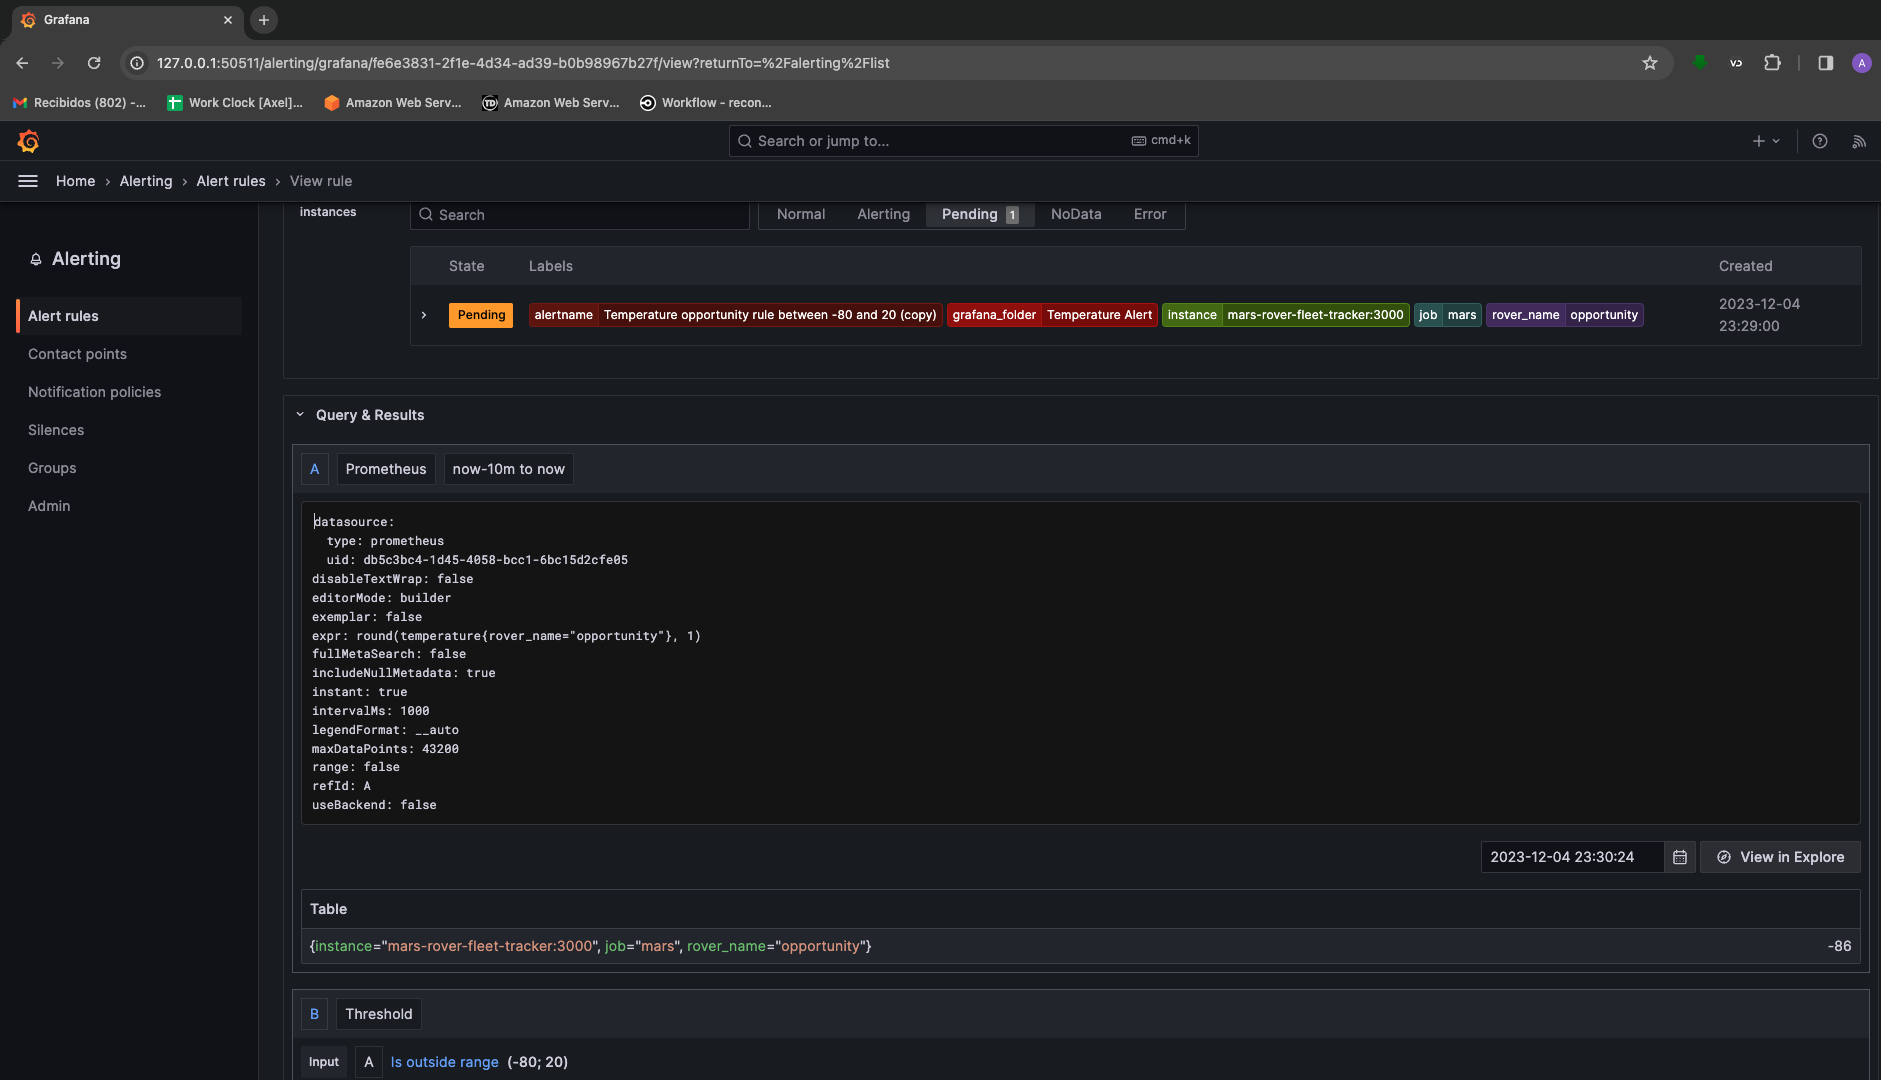 Grafana
127.0.0.1:50511/alerting/grafana/fe6e3831-2f1e-4d34-ad39-b0b98967b27f/view?returnTo=%2Falerting%2Flist
A
Recibidos (802) -... Work Clock [Axel]... Amazon Web Serv... TD Amazon Web Serv... Workflow - recon...
Search or jump to... cmd+k
Home > Alerting > Alert rules > View rule
instances Search Normal Alerting Pending 1 NoData Error
Alerting
Alert rules
Contact points
Notification policies
Silences
Groups
Admin
State Labels Created
Pending alertname Temperature opportunity rule between -80 and 20 (copy) grafana_folder Temperature Alert instance mars-rover-fleet-tracker:3000 job mars rover_name opportunity 2023-12-04
23:29:00
Query & Results
A Prometheus now-10m to now
datasource:
type: prometheus
uid: db5c3bc4-1d45-4058-bcc1-6bc15d2cfe05
disableTextWrap: false
editorMode: builder
exemplar: false
expr: round(temperature{rover_name="opportunity"}, 1)
fullMetaSearch: false
includeNullMetadata: true
instant: true
intervalMs: 1000
legendFormat: __auto
maxDataPoints: 43200
range: false
refId: A
useBackend: false
2023-12-04 23:30:24 View in Explore
Table
{instance="mars-rover-fleet-tracker:3000", job="mars", rover_name="opportunity"} -86
B Threshold
Input A Is outside range (-80; 20)